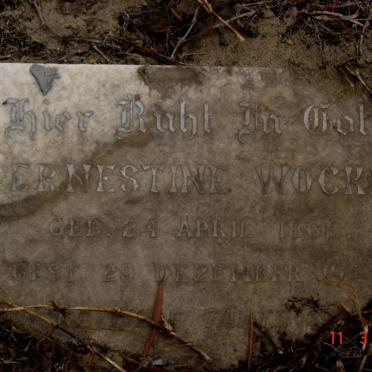 Hier Ruht In Got
ERNESTINE WOCK
GEB. 24 APRIL
GEST. 29 DEZEMBER
11 3